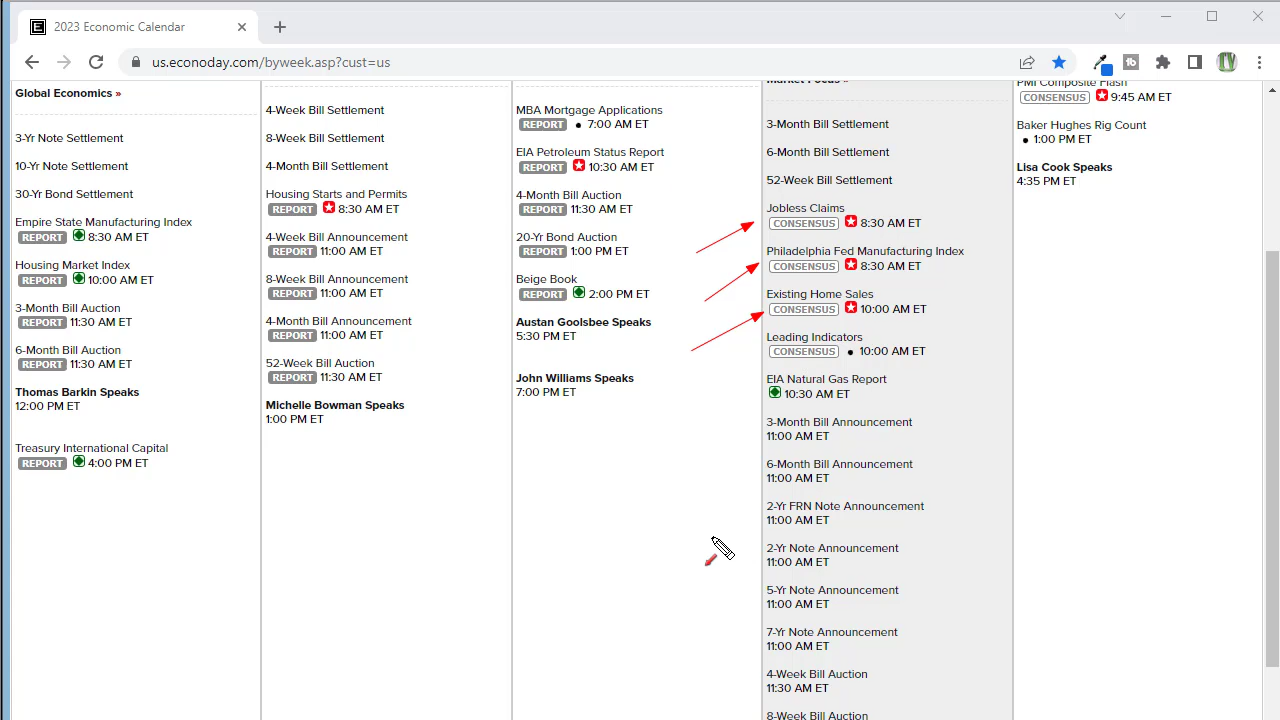 2023 Economic Calendar
us.econoday.com/byweek.asp?cust=us
Global Economics »
3-Yr Note Settlement
10-Yr Note Settlement
30-Yr Bond Settlement
Empire State Manufacturing Index
REPORT 8:30 AM ET
Housing Market Index
REPORT 10:00 AM ET
3-Month Bill Auction
REPORT 11:30 AM ET
6-Month Bill Auction
REPORT 11:30 AM ET
Thomas Barkin Speaks
12:00 PM ET
Treasury International Capital
REPORT 4:00 PM ET
4-Week Bill Settlement
8-Week Bill Settlement
4-Month Bill Settlement
Housing Starts and Permits
REPORT 8:30 AM ET
4-Week Bill Announcement
REPORT 11:00 AM ET
8-Week Bill Announcement
REPORT 11:00 AM ET
4-Month Bill Announcement
REPORT 11:00 AM ET
52-Week Bill Auction
REPORT 11:30 AM ET
Michelle Bowman Speaks
1:00 PM ET
MBA Mortgage Applications
REPORT • 7:00 AM ET
EIA Petroleum Status Report
REPORT 10:30 AM ET
4-Month Bill Auction
REPORT 11:30 AM ET
20-Yr Bond Auction
REPORT 1:00 PM ET
Beige Book
REPORT 2:00 PM ET
Austan Goolsbee Speaks
5:30 PM ET
John Williams Speaks
7:00 PM ET
Market Focus »
3-Month Bill Settlement
6-Month Bill Settlement
52-Week Bill Settlement
Jobless Claims
CONSENSUS 8:30 AM ET
Philadelphia Fed Manufacturing Index
CONSENSUS 8:30 AM ET
Existing Home Sales
CONSENSUS 10:00 AM ET
Leading Indicators
CONSENSUS • 10:00 AM ET
EIA Natural Gas Report
10:30 AM ET
3-Month Bill Announcement
11:00 AM ET
6-Month Bill Announcement
11:00 AM ET
2-Yr FRN Note Announcement
11:00 AM ET
2-Yr Note Announcement
11:00 AM ET
5-Yr Note Announcement
11:00 AM ET
7-Yr Note Announcement
11:00 AM ET
4-Week Bill Auction
11:30 AM ET
8-Week Bill Auction
PMI Composite Flash
CONSENSUS 9:45 AM ET
Baker Hughes Rig Count
• 1:00 PM ET
Lisa Cook Speaks
4:35 PM ET